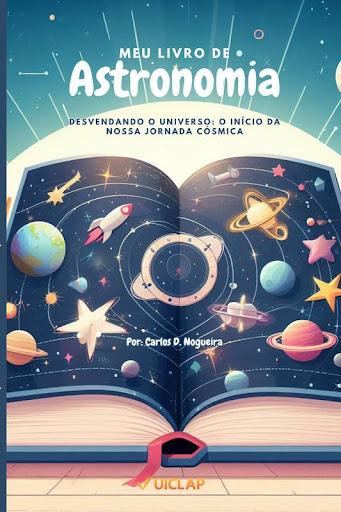 MEU LIVRO DE
Astronomia
DESVENDANDO O UNIVERSO: O INÍCIO DA
NOSSA JORNADA CÓSMICA
Por: Carlos D. Nogueira
UICLAP